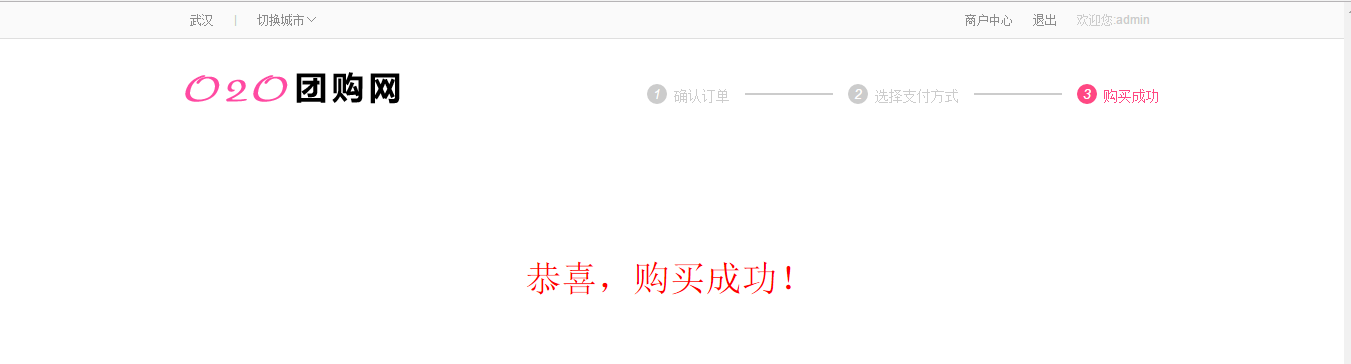 武汉 | 切换城市 商户中心 退出 欢迎您:admin
O2O团购网 1 确认订单 2 选择支付方式 3 购买成功
恭喜，购买成功！